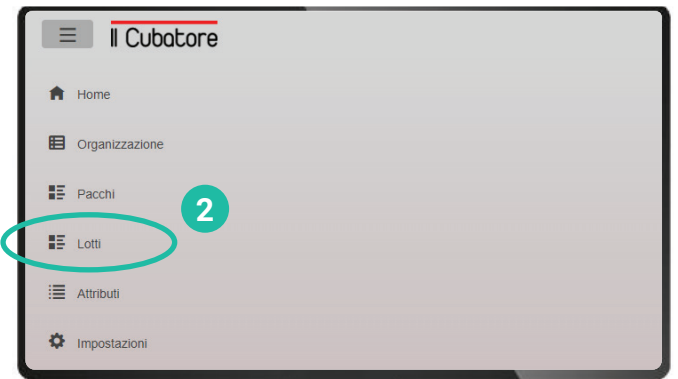 Il Cubatore
Home
Organizzazione
Pacchi
2
Lotti
Attributi
Impostazioni